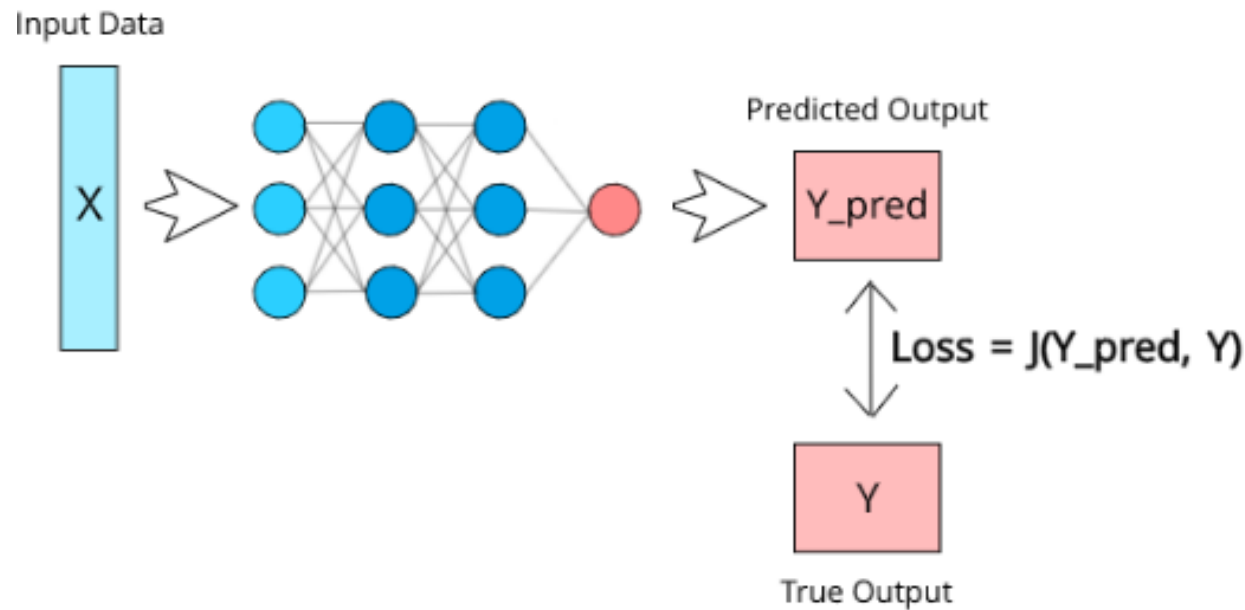 Input Data
X
Predicted Output
Y_pred
Loss = J(Y_pred, Y)
Y
True Output